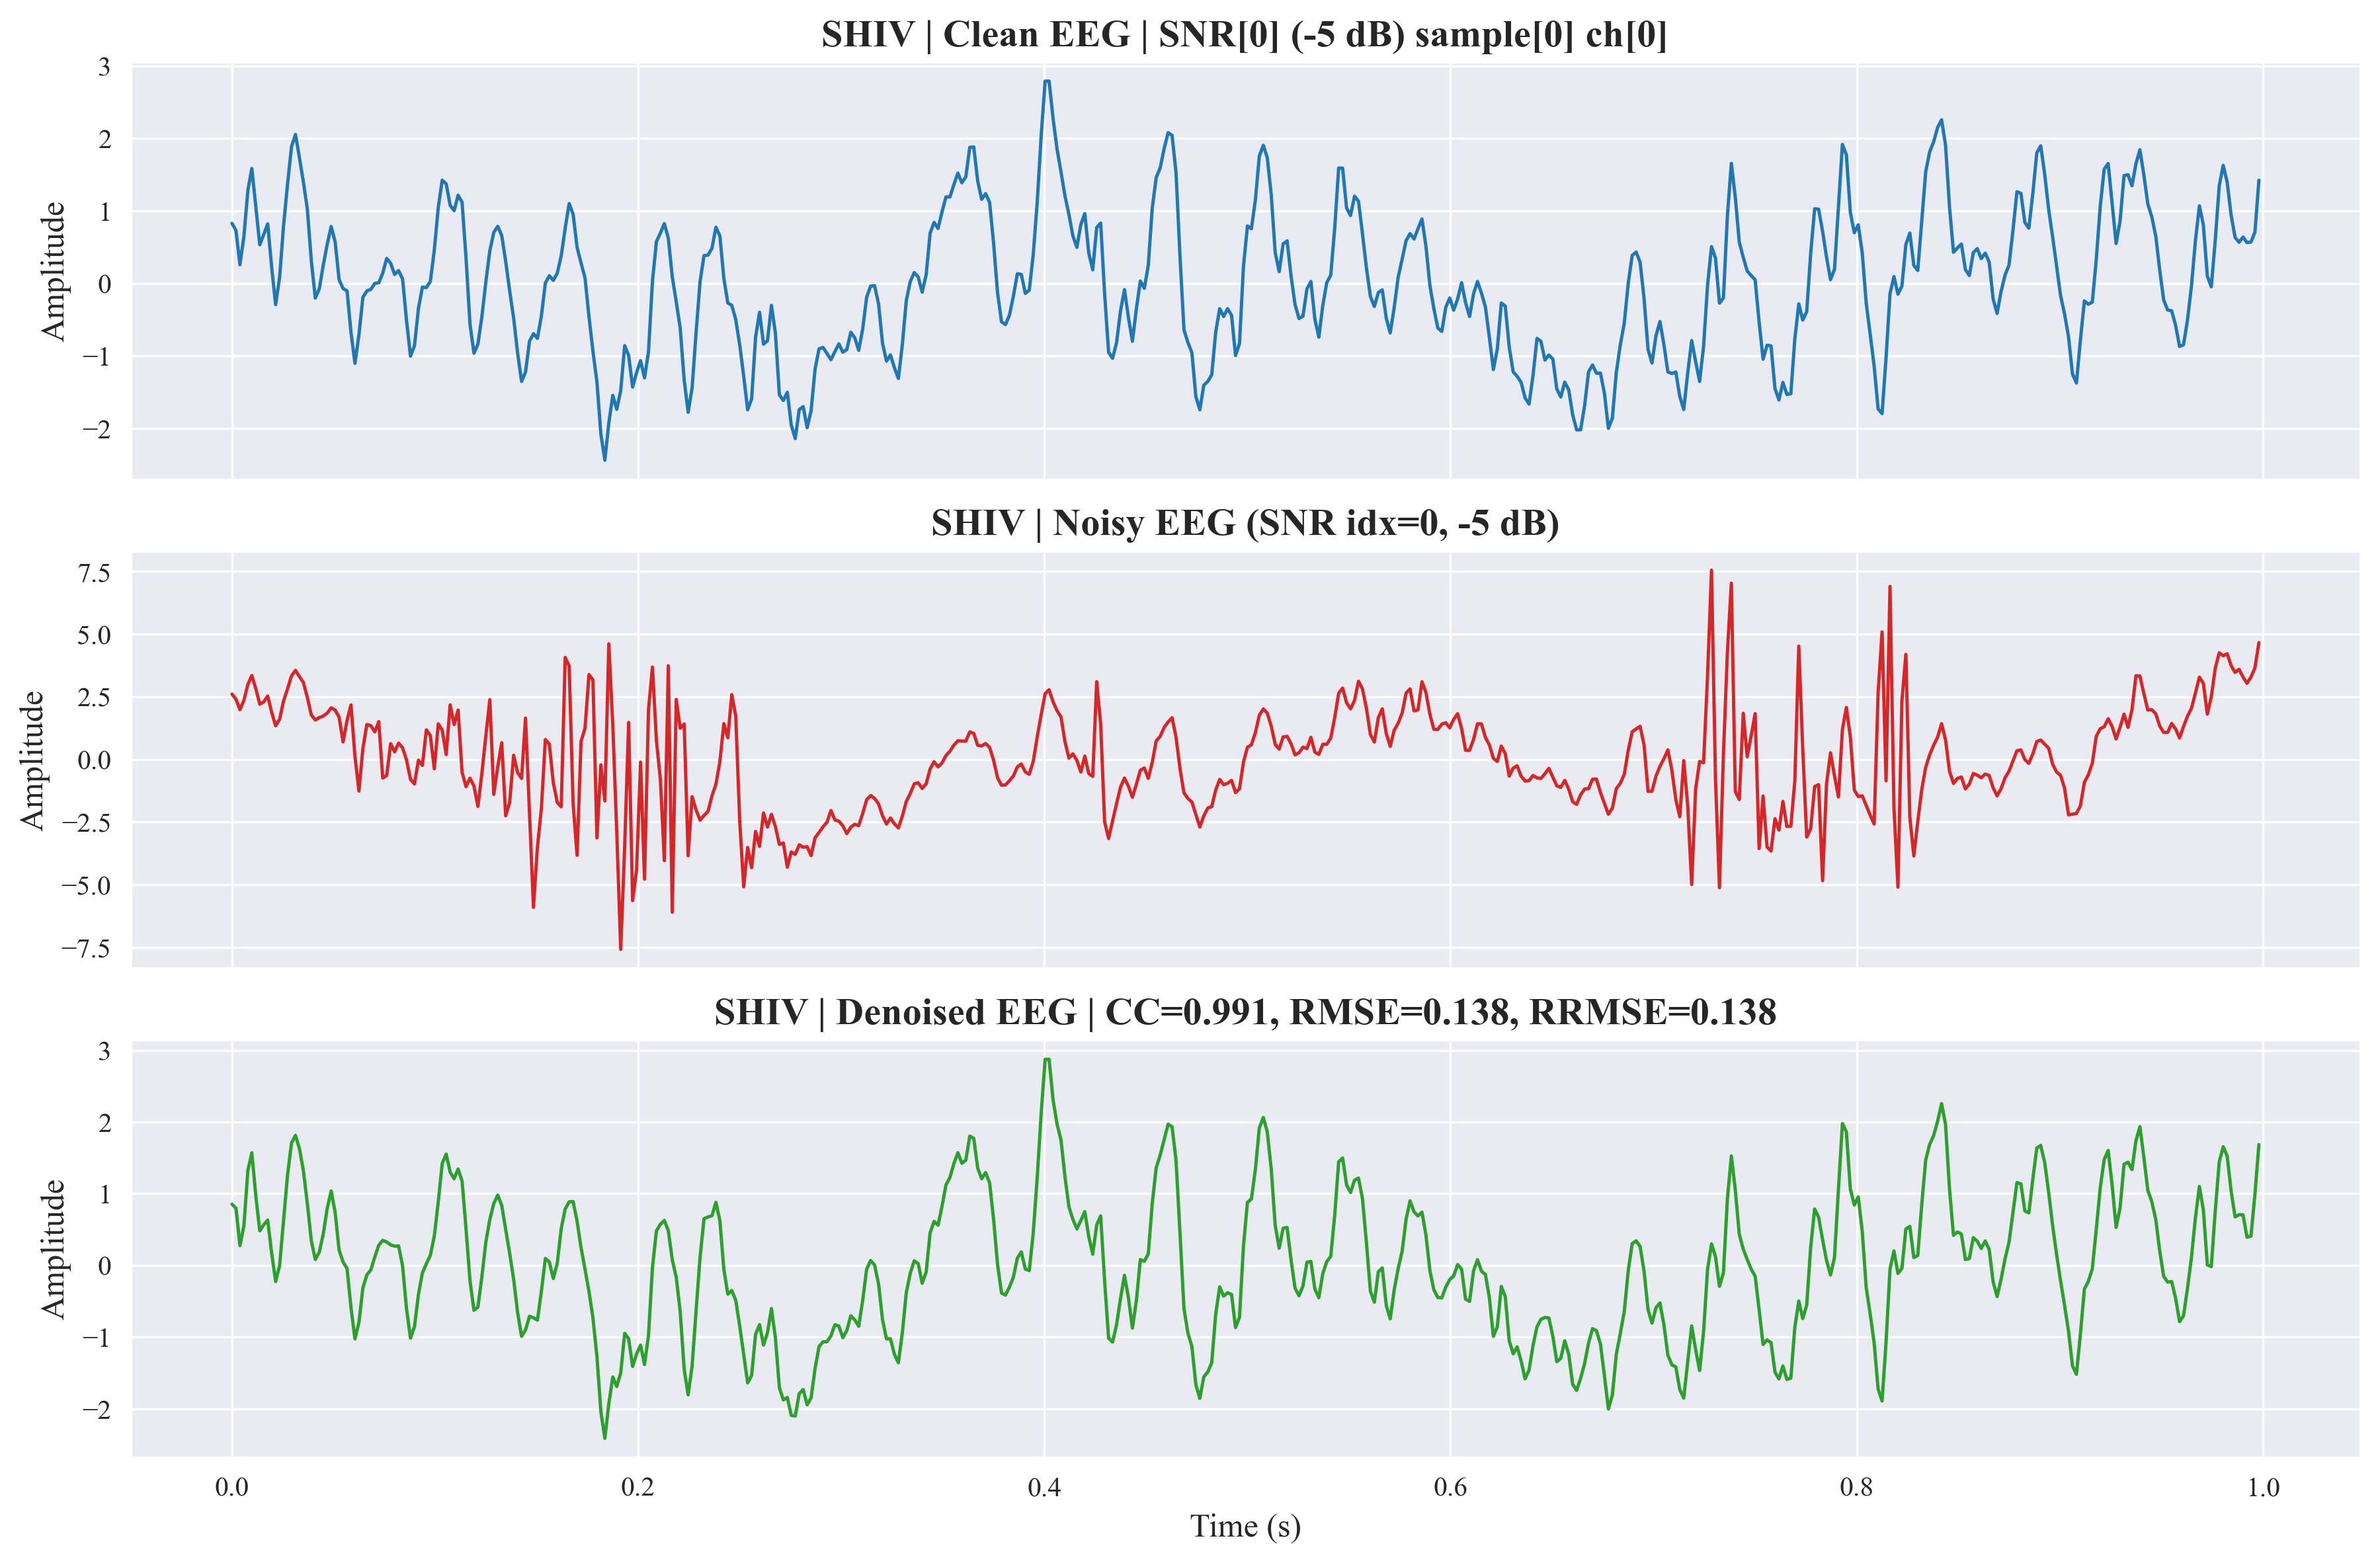 SHIV | Clean EEG | SNR[0] (-5 dB) sample[0] ch[0]
3
2
1
0
−1
−2
Amplitude
SHIV | Noisy EEG (SNR idx=0, -5 dB)
7.5
5.0
2.5
0.0
−2.5
−5.0
−7.5
Amplitude
SHIV | Denoised EEG | CC=0.991, RMSE=0.138, RRMSE=0.138
3
2
1
0
−1
−2
Amplitude
0.0 0.2 0.4 0.6 0.8 1.0
Time (s)